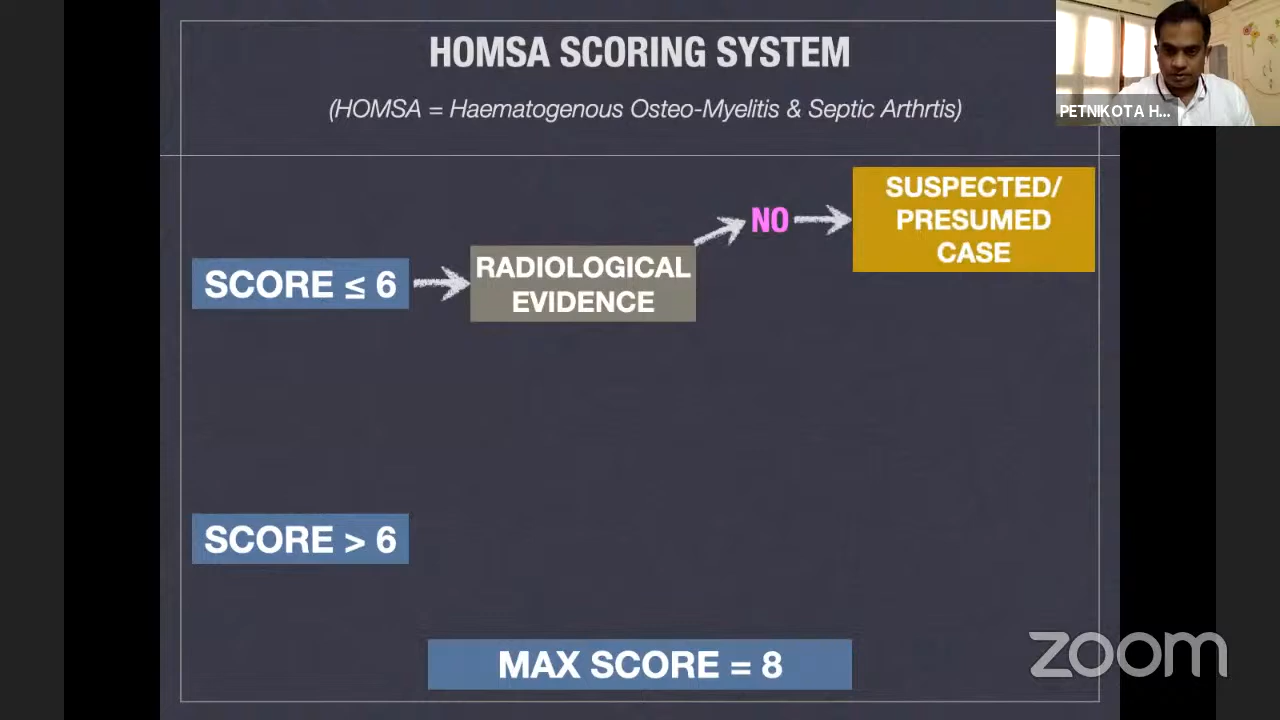 HOMSA SCORING SYSTEM
(HOMSA = Haematogenous Osteo-Myelitis & Septic Arthrtis)
PETNIKOTA H...
SUSPECTED/
PRESUMED
CASE
NO
RADIOLOGICAL
EVIDENCE
SCORE ≤ 6
SCORE > 6
MAX SCORE = 8
zoom